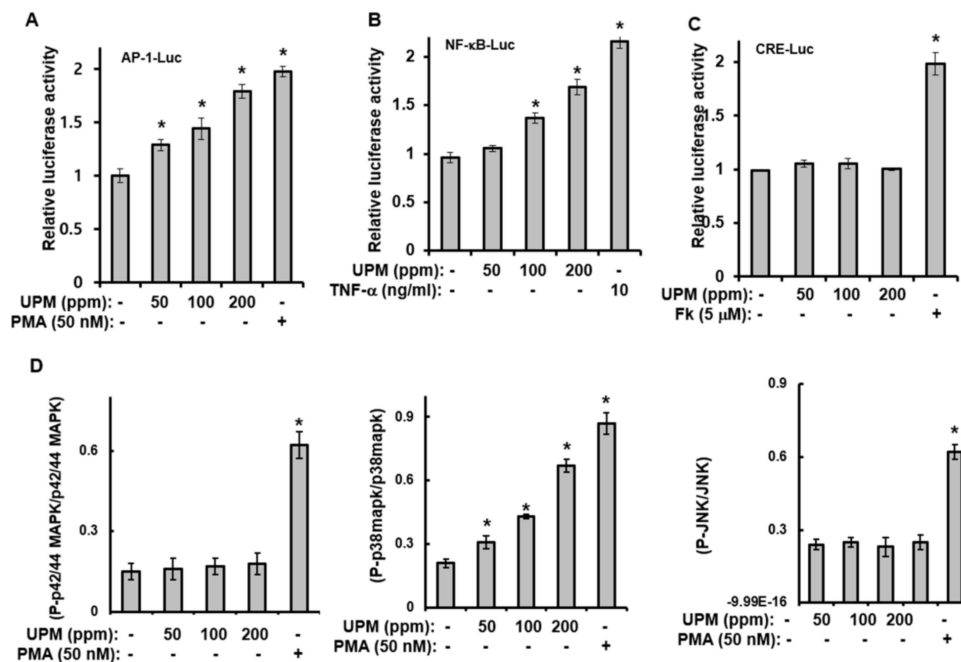 A
AP-1-Luc
Relative luciferase activity
2
1.5
1
0.5
0
* * * *
UPM (ppm): - 50 100 200 -
PMA (50 nM): - - - - +
B
NF-κB-Luc
Relative luciferase activity
2
1.5
1
0.5
0
* * *
UPM (ppm): - 50 100 200 -
TNF-α (ng/ml): - - - - 10
C
CRE-Luc
Relative luciferase activity
2
1.5
1
0.5
0
*
UPM (ppm): - 50 100 200 -
Fk (5 μM): - - - - +
D
(P-p42/44 MAPK/p42/44 MAPK)
0.6
0.3
0
*
UPM (ppm): - 50 100 200 -
PMA (50 nM): - - - - +
(P-p38mapk/p38mapk)
0.9
0.6
0.3
0
* * * *
UPM (ppm): - 50 100 200 -
PMA (50 nM): - - - - +
(P-JNK/JNK)
0.9
0.6
0.3
-9.99E-16
*
UPM (ppm): 50 100 200 -
PMA (50 nM): - - - - +